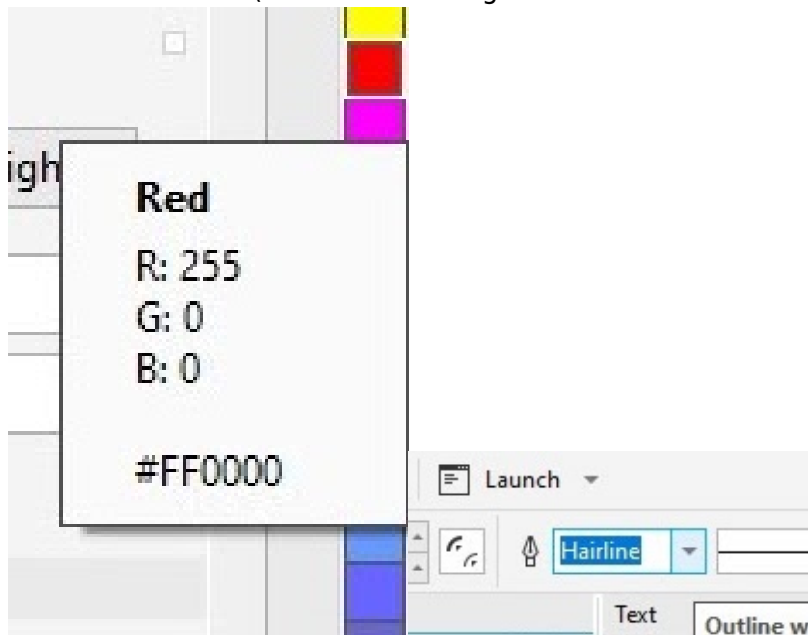 Red
R: 255
G: 0
B: 0
#FF0000
Launch
Hairline
Text
Outline